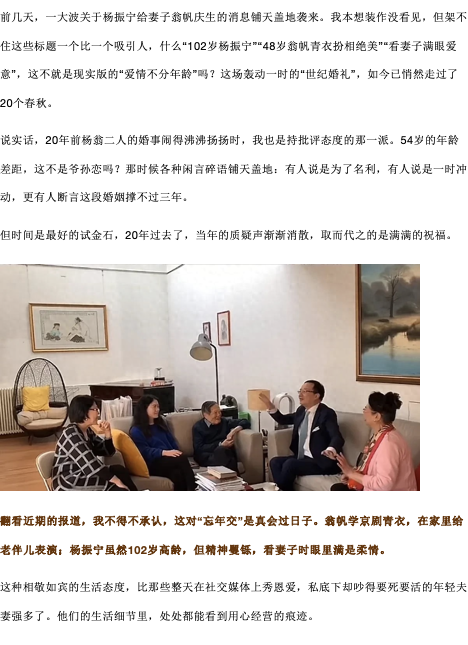 前几天，一大波关于杨振宁给妻子翁帆庆生的消息铺天盖地袭来。我本想装作没看见，但架不
住这些标题一个比一个吸引人，什么“102岁杨振宁”“48岁翁帆青衣扮相绝美”“看妻子满眼爱
意”，这不就是现实版的“爱情不分年龄”吗？这场轰动一时的“世纪婚礼”，如今已悄然走过了
20个春秋。
说实话，20年前杨翁二人的婚事闹得沸沸扬扬时，我也是持批评态度的那一派。54岁的年龄
差距，这不是爷孙恋吗？那时候各种闲言碎语铺天盖地：有人说是为了名利，有人说是一时冲
动，更有人断言这段婚姻撑不过三年。
但时间是最好的试金石，20年过去了，当年的质疑声渐渐消散，取而代之的是满满的祝福。
翻看近期的报道，我不得不承认，这对“忘年交”是真会过日子。翁帆学京剧青衣，在家里给
老伴儿表演；杨振宁虽然102岁高龄，但精神矍铄，看妻子时眼里满是柔情。
这种相敬如宾的生活态度，比那些整天在社交媒体上秀恩爱，私底下却吵得要死要活的年轻夫
妻强多了。他们的生活细节里，处处都能看到用心经营的痕迹。